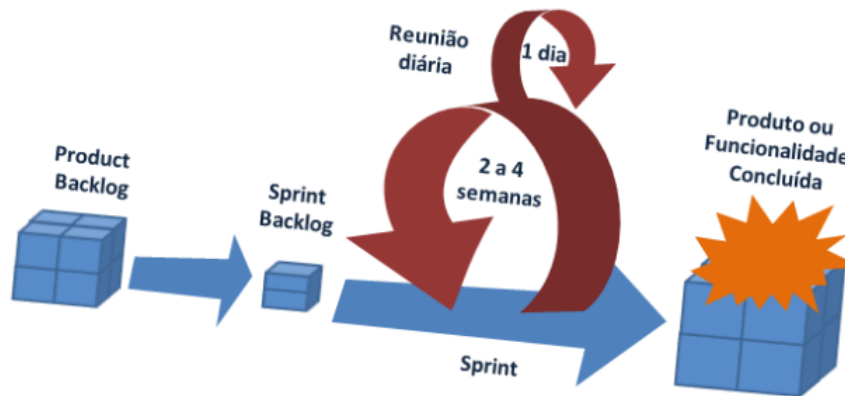 Product
Backlog
Sprint
Backlog
Reunião
diária
1 dia
2 a 4
semanas
Sprint
Produto ou
Funcionalidade
Concluída